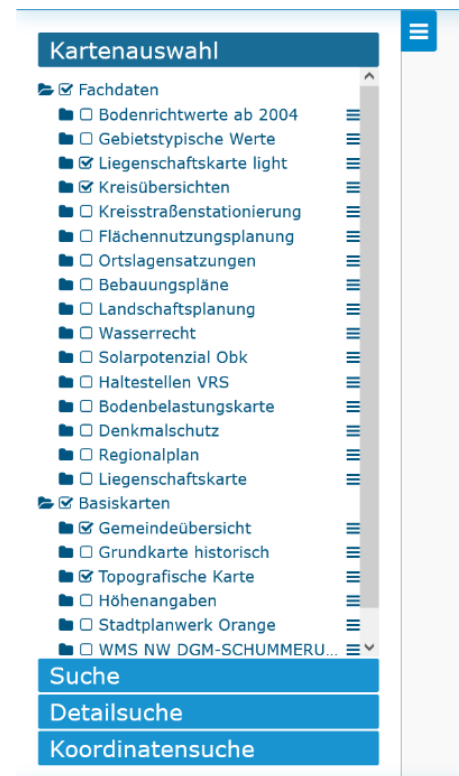 Kartenauswahl
Fachdaten
Bodenrichtwerte ab 2004
Gebietstypische Werte
Liegenschaftskarte light
Kreisübersichten
Kreisstraßenstationierung
Flächennutzungsplanung
Ortslagensatzungen
Bebauungspläne
Landschaftsplanung
Wasserrecht
Solarpotenzial Obk
Haltestellen VRS
Bodenbelastungskarte
Denkmalschutz
Regionalplan
Liegenschaftskarte
Basiskarten
Gemeindeübersicht
Grundkarte historisch
Topografische Karte
Höhenangaben
Stadtplanwerk Orange
WMS NW DGM-SCHUMMERU...
Suche
Detailsuche
Koordinatensuche